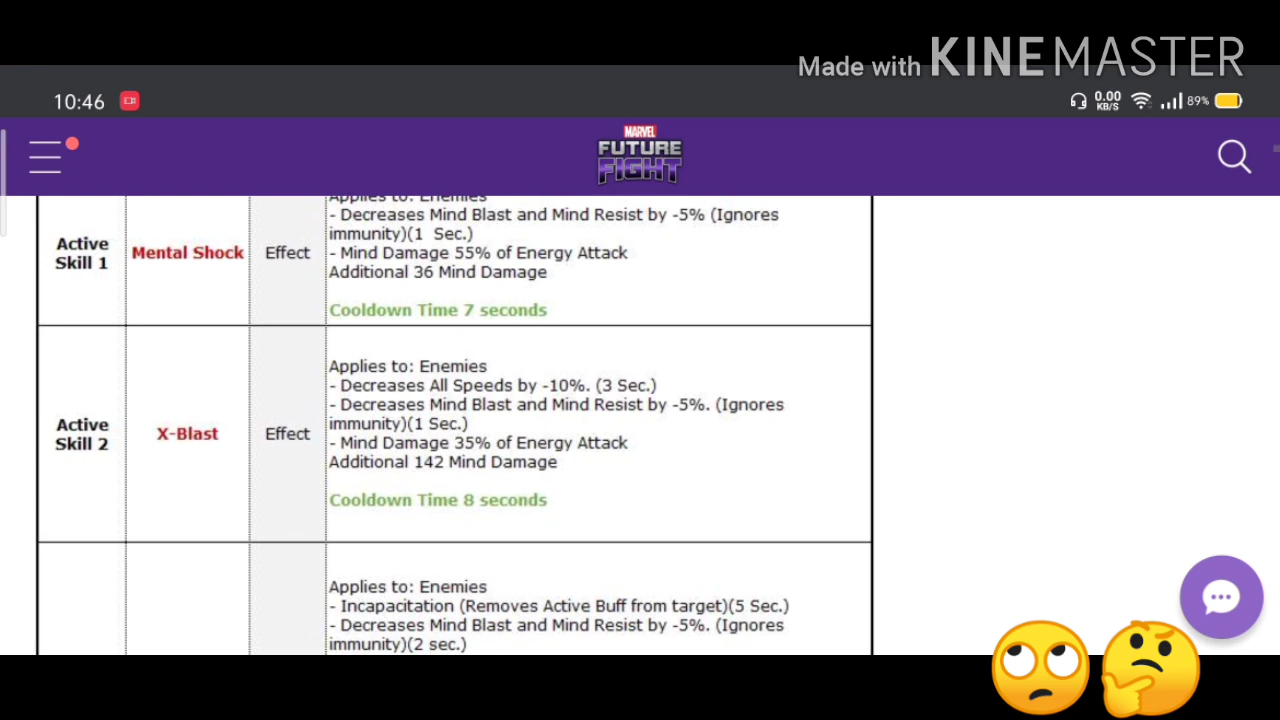 Made with KINEMASTER
10:46
0.00
KB/S
89%
MARVEL
FUTURE
FIGHT
Applies to: Enemies
- Decreases Mind Blast and Mind Resist by -5% (Ignores
immunity)(1 Sec.)
Active
Skill 1
Mental Shock
Effect
- Mind Damage 55% of Energy Attack
Additional 36 Mind Damage
Cooldown Time 7 seconds
Applies to: Enemies
- Decreases All Speeds by -10%. (3 Sec.)
- Decreases Mind Blast and Mind Resist by -5%. (Ignores
immunity)(1 Sec.)
Active
Skill 2
X-Blast
Effect
- Mind Damage 35% of Energy Attack
Additional 142 Mind Damage
Cooldown Time 8 seconds
Applies to: Enemies
- Incapacitation (Removes Active Buff from target)(5 Sec.)
- Decreases Mind Blast and Mind Resist by -5%. (Ignores
immunity)(2 sec.)